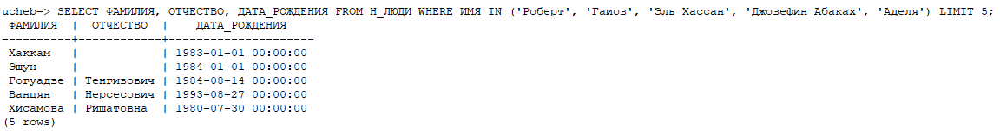 ucheb=> SELECT ФАМИЛИЯ, ОТЧЕСТВО, ДАТА_РОЖДЕНИЯ FROM Н_ЛЮДИ WHERE ИМЯ IN ('Роберт', 'Гаиоз', 'Эль Хассан', 'Джозефин Абаках', 'Аделя') LIMIT 5;
 ФАМИЛИЯ  |  ОТЧЕСТВО  |    ДАТА_РОЖДЕНИЯ
----------+------------+---------------------
 Хаккам   |            | 1983-01-01 00:00:00
 Эшун     |            | 1984-01-01 00:00:00
 Гогуадзе | Тенгизович | 1984-08-14 00:00:00
 Ванцян   | Нерсесович | 1993-08-27 00:00:00
 Хисамова | Ришатовна  | 1980-07-30 00:00:00
(5 rows)